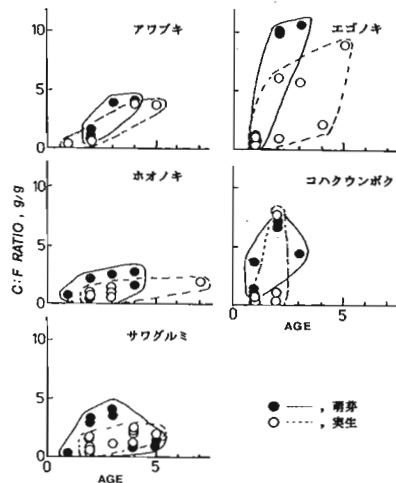 アワブキ
エゴノキ
10
5
0
ホオノキ
コハクウンボク
10
5
0
C:F RATIO, g/g
0
5
AGE
サワグルミ
10
5
0
0
5
AGE
●——, 萌芽
○-----, 実生